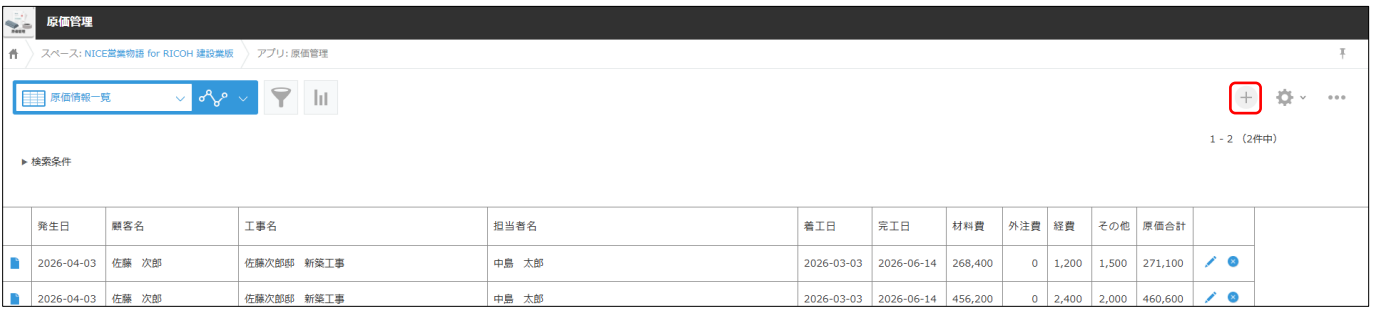 原価管理
スペース: NICE営業物語 for RICOH 建設業版 アプリ: 原価管理
原価情報一覧
1 - 2 （2件中）
検索条件
発生日 顧客名 工事名 担当者名 着工日 完工日 材料費 外注費 経費 その他 原価合計
2026-04-03 佐藤　次郎 佐藤次郎邸　新築工事 中島　太郎 2026-03-03 2026-06-14 268,400 0 1,200 1,500 271,100
2026-04-03 佐藤　次郎 佐藤次郎邸　新築工事 中島　太郎 2026-03-03 2026-06-14 456,200 0 2,400 2,000 460,600